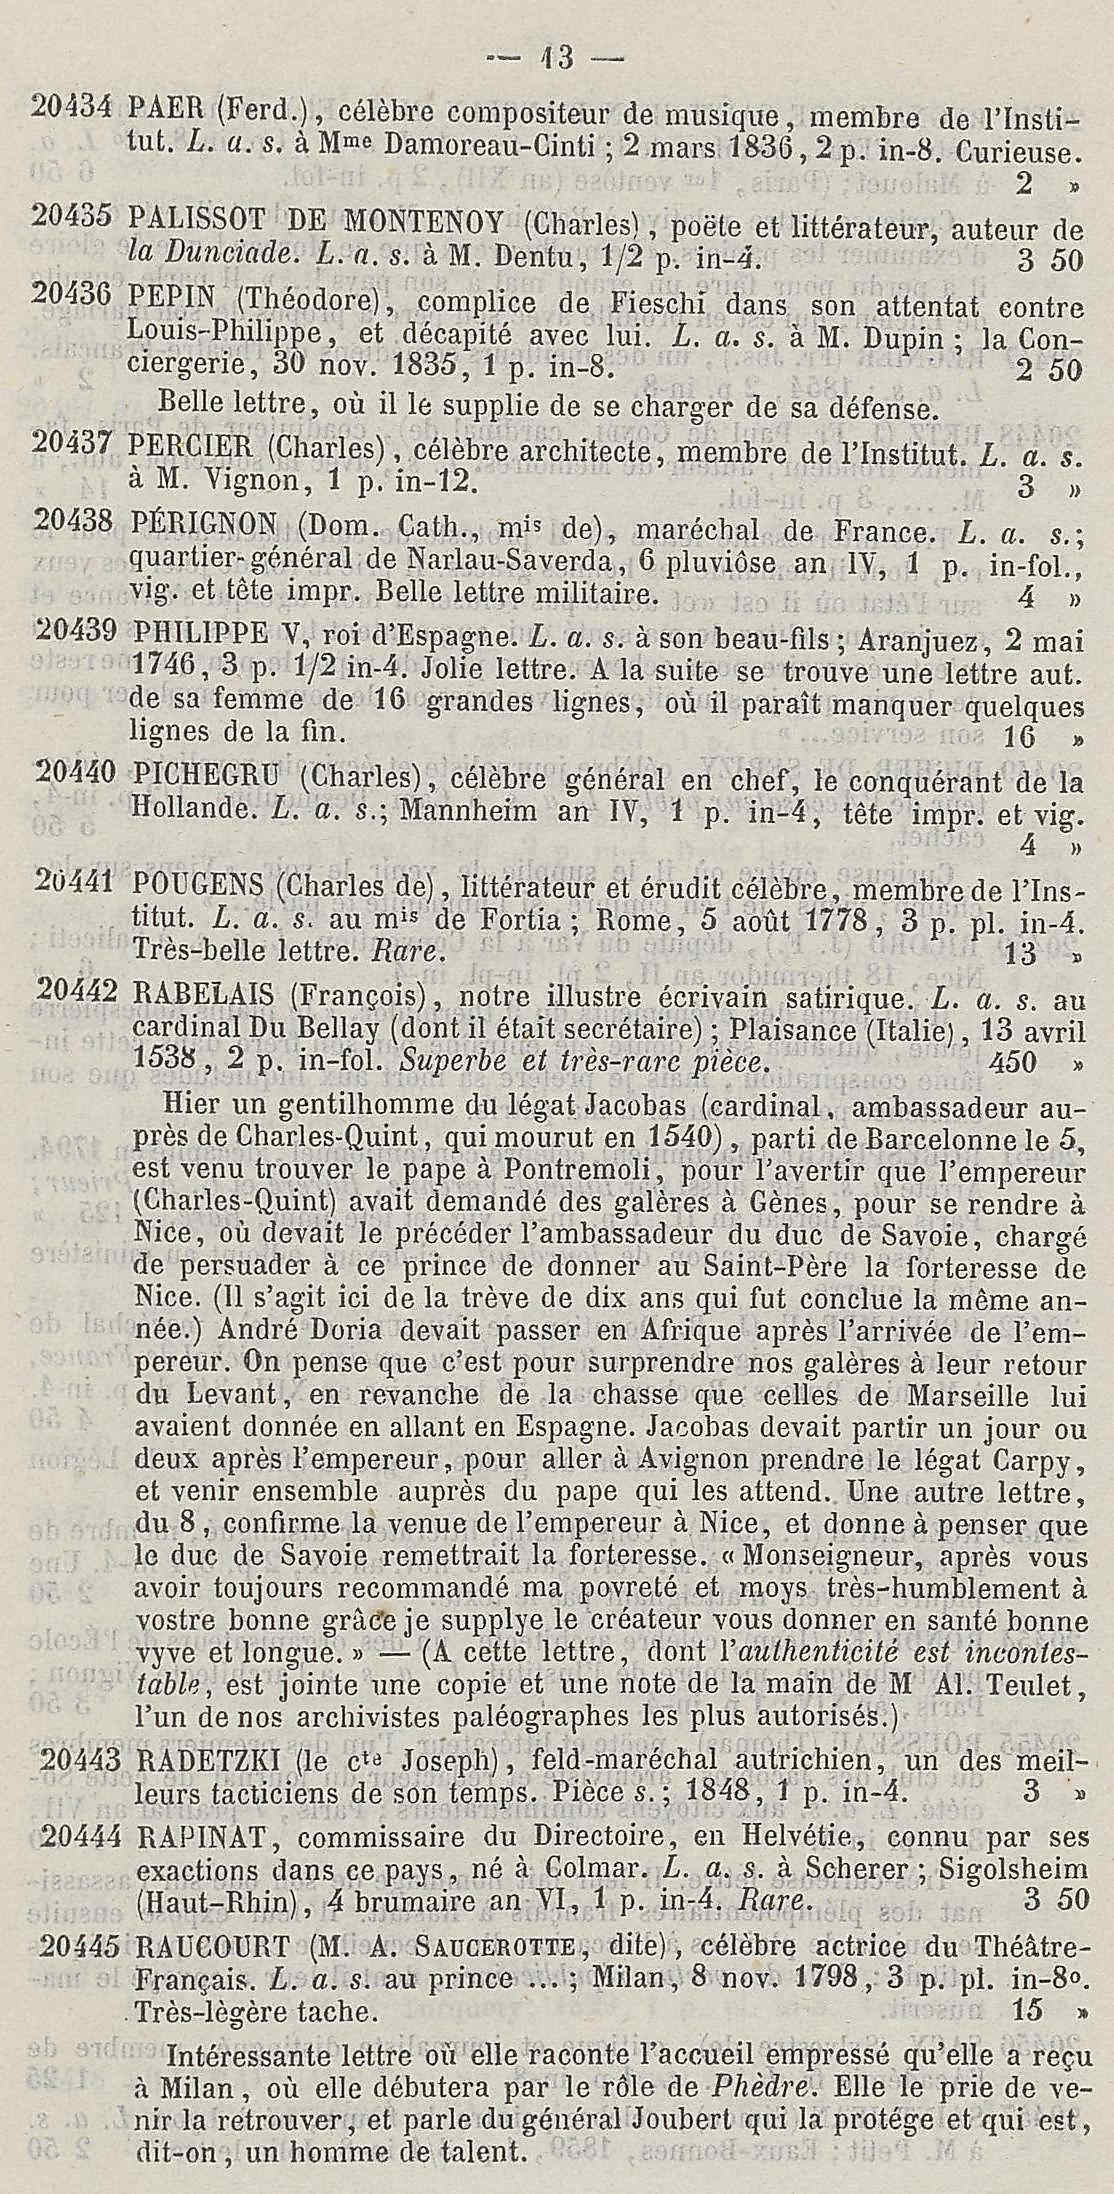 — 13 —
20434 PAER (Ferd.), célèbre compositeur de musique, membre de l'Insti-
tut. L. a. s. à Mme Damoreau-Cinti ; 2 mars 1836, 2 p. in-8. Curieuse.
2 »
20435 PALISSOT DE MONTENOY (Charles), poëte et littérateur, auteur de
la Dunciade. L. a. s. à M. Dentu, 1/2 p. in-4. 3 50
20436 PEPIN (Théodore), complice de Fieschi dans son attentat contre
Louis-Philippe, et décapité avec lui. L. a. s. à M. Dupin ; la Con-
ciergerie, 30 nov. 1835, 1 p. in-8. 2 50
Belle lettre, où il le supplie de se charger de sa défense.
20437 PERCIER (Charles), célèbre architecte, membre de l'Institut. L. a. s.
à M. Vignon, 1 p. in-12. 3 »
20438 PÉRIGNON (Dom. Cath., mis de), maréchal de France. L. a. s.;
quartier-général de Narlau-Saverda, 6 pluviôse an IV, 1 p. in-fol.,
vig. et tête impr. Belle lettre militaire. 4 »
20439 PHILIPPE V, roi d'Espagne. L. a. s. à son beau-fils ; Aranjuez, 2 mai
1746, 3 p. 1/2 in-4. Jolie lettre. A la suite se trouve une lettre aut.
de sa femme de 16 grandes lignes, où il paraît manquer quelques
lignes de la fin. 16 »
20440 PICHEGRU (Charles), célèbre général en chef, le conquérant de la
Hollande. L. a. s.; Mannheim an IV, 1 p. in-4, tête impr. et vig.
4 »
20441 POUGENS (Charles de), littérateur et érudit célèbre, membre de l'Ins-
titut. L. a. s. au mis de Fortia ; Rome, 5 août 1778, 3 p. pl. in-4.
Très-belle lettre. Rare. 13 »
20442 RABELAIS (François), notre illustre écrivain satirique. L. a. s. au
cardinal Du Bellay (dont il était secrétaire) ; Plaisance (Italie), 13 avril
1538, 2 p. in-fol. Superbe et très-rare pièce. 450 »
Hier un gentilhomme du légat Jacobas (cardinal, ambassadeur au-
près de Charles-Quint, qui mourut en 1540), parti de Barcelonne le 5,
est venu trouver le pape à Pontremoli, pour l'avertir que l'empereur
(Charles-Quint) avait demandé des galères à Gènes, pour se rendre à
Nice, où devait le précéder l'ambassadeur du duc de Savoie, chargé
de persuader à ce prince de donner au Saint-Père la forteresse de
Nice. (Il s'agit ici de la trève de dix ans qui fut conclue la même an-
née.) André Doria devait passer en Afrique après l'arrivée de l'em-
pereur. On pense que c'est pour surprendre nos galères à leur retour
du Levant, en revanche de la chasse que celles de Marseille lui
avaient donnée en allant en Espagne. Jacobas devait partir un jour ou
deux après l'empereur, pour aller à Avignon prendre le légat Carpy,
et venir ensemble auprès du pape qui les attend. Une autre lettre,
du 8, confirme la venue de l'empereur à Nice, et donne à penser que
le duc de Savoie remettrait la forteresse. « Monseigneur, après vous
avoir toujours recommandé ma povreté et moys très-humblement à
vostre bonne grâce je supplye le créateur vous donner en santé bonne
vyve et longue. » — (A cette lettre, dont l'authenticité est incontes-
table, est jointe une copie et une note de la main de M Al. Teulet,
l'un de nos archivistes paléographes les plus autorisés.)
20443 RADETZKI (le cte Joseph), feld-maréchal autrichien, un des meil-
leurs tacticiens de son temps. Pièce s. ; 1848, 1 p. in-4. 3 »
20444 RAPINAT, commissaire du Directoire, en Helvétie, connu par ses
exactions dans ce pays, né à Colmar. L. a. s. à Scherer ; Sigolsheim
(Haut-Rhin), 4 brumaire an VI, 1 p. in-4. Rare. 3 50
20445 RAUCOURT (M. A. SAUCEROTTE, dite), célèbre actrice du Théâtre-
Français. L. a. s. au prince ... ; Milan, 8 nov. 1798, 3 p. pl. in-8o.
Très-lègère tache. 15 »
Intéressante lettre où elle raconte l'accueil empressé qu'elle a reçu
à Milan, où elle débutera par le rôle de Phèdre. Elle le prie de ve-
nir la retrouver, et parle du général Joubert qui la protége et qui est,
dit-on, un homme de talent.